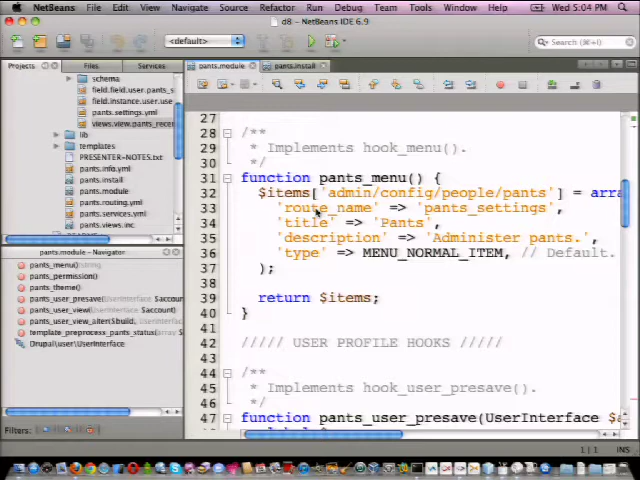 NetBeans File Edit View Navigate Source Refactor Run Debug Team Tools Window Help Wed 5:04 PM
d8 – NetBeans IDE 6.9
<default> Search (⌘+I)
Projects Files Services
pants.module pants.install
schema
field.field.user.pants_s
field.instance.user.use
pants.settings.yml
views.view.pants_recen
lib
templates
PRESENTER-NOTES.txt
pants.info.yml
pants.install
pants.module
pants.routing.yml
pants.services.yml
pants.views.inc
pants.module - Navigator
pants_menu()
pants_permission()
pants_theme()
pants_user_presave(UserInterface $account
pants_user_view(UserInterface $account
pants_user_view_alter(&$build,
template_preprocess_pants_status(array
Drupal\user\UserInterface
Filters:
27
28 /**
29 * Implements hook_menu().
30 */
31 function pants_menu() {
32 $items['admin/config/people/pants'] = arra
33 'route_name' => 'pants_settings',
34 'title' => 'Pants',
35 'description' => 'Administer pants.',
36 'type' => MENU_NORMAL_ITEM, // Default.
37 );
38
39 return $items;
40 }
41
42 ///// USER PROFILE HOOKS /////
43
44 /**
45 * Implements hook_user_presave().
46 */
47 function pants_user_presave(UserInterface $a
1 | 1 INS